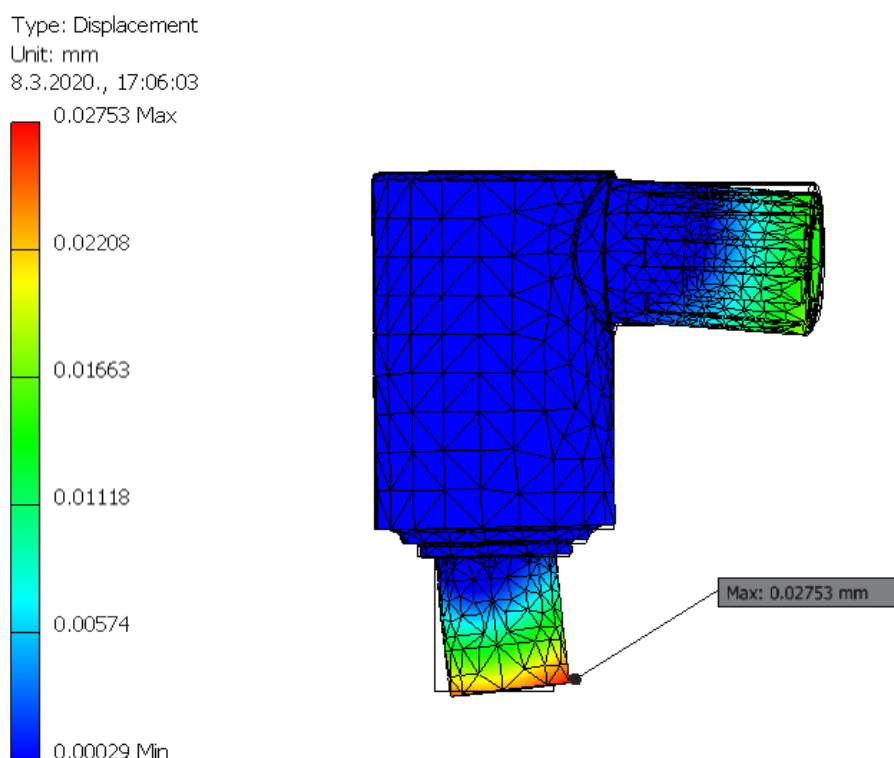 Type: Displacement
Unit: mm
8.3.2020., 17:06:03
0.02753 Max
0.02208
0.01663
0.01118
0.00574
0.00029 Min
Max: 0.02753 mm